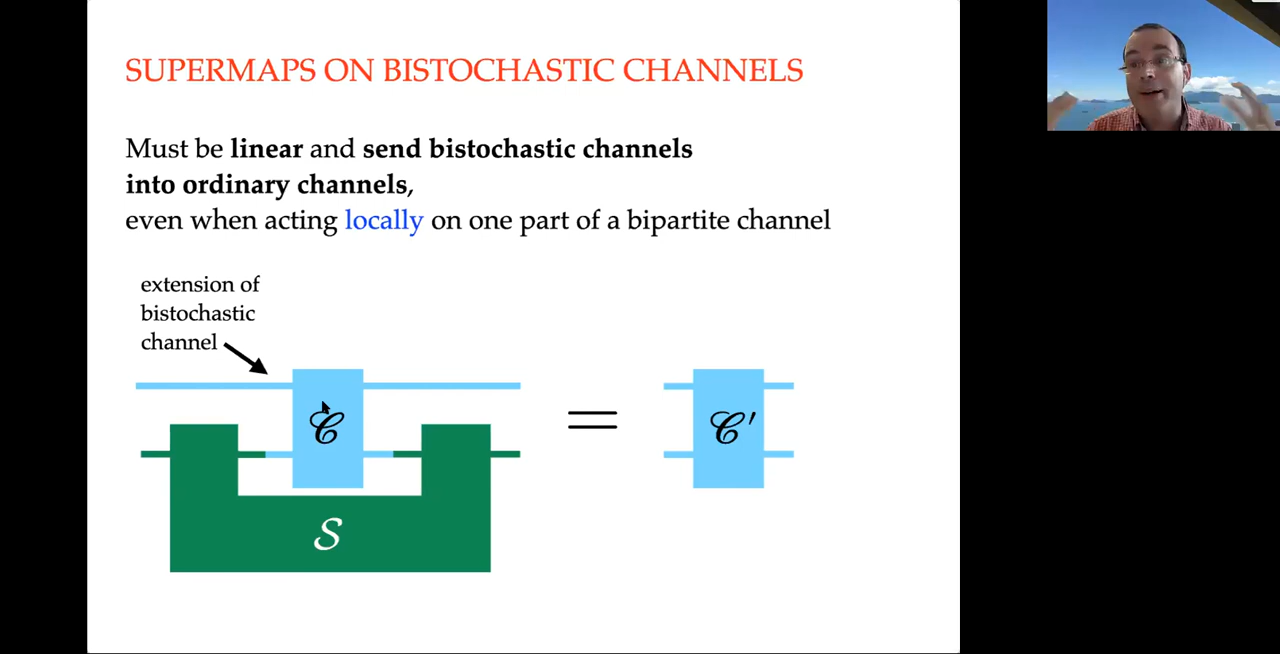 SUPERMAPS ON BISTOCHASTIC CHANNELS
Must be linear and send bistochastic channels
into ordinary channels,
even when acting locally on one part of a bipartite channel
extension of
bistochastic
channel
𝒞
=
𝒞′
𝒮